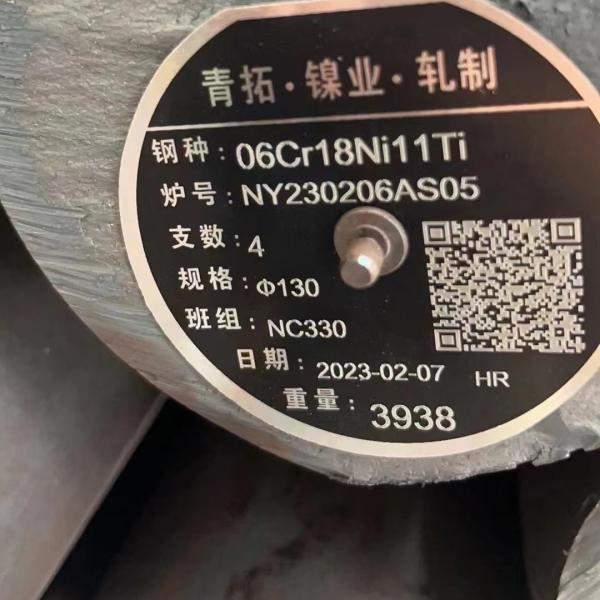 青拓·镍业·轧制
钢种:06Cr18Ni11Ti
炉号:NY230206AS05
支数:4
规格:Φ130
班组:NC330
日期:2023-02-07 HR
重量:3938